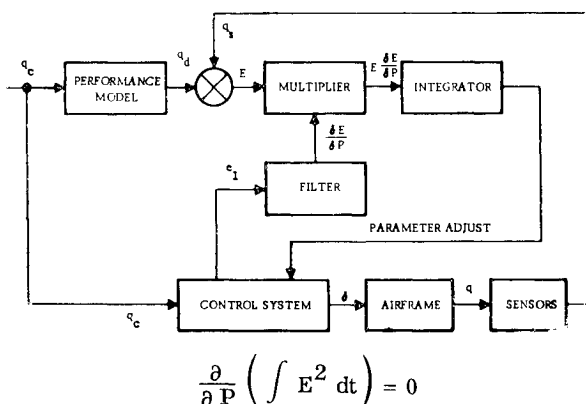 q_s
q_c
q_d
PERFORMANCE MODEL
E
MULTIPLIER
E δE/δP
INTEGRATOR
δE/δP
e_1
FILTER
PARAMETER ADJUST
CONTROL SYSTEM
δ
AIRFRAME
q
SENSORS
q_c
∂/∂P ( ∫ E² dt ) = 0